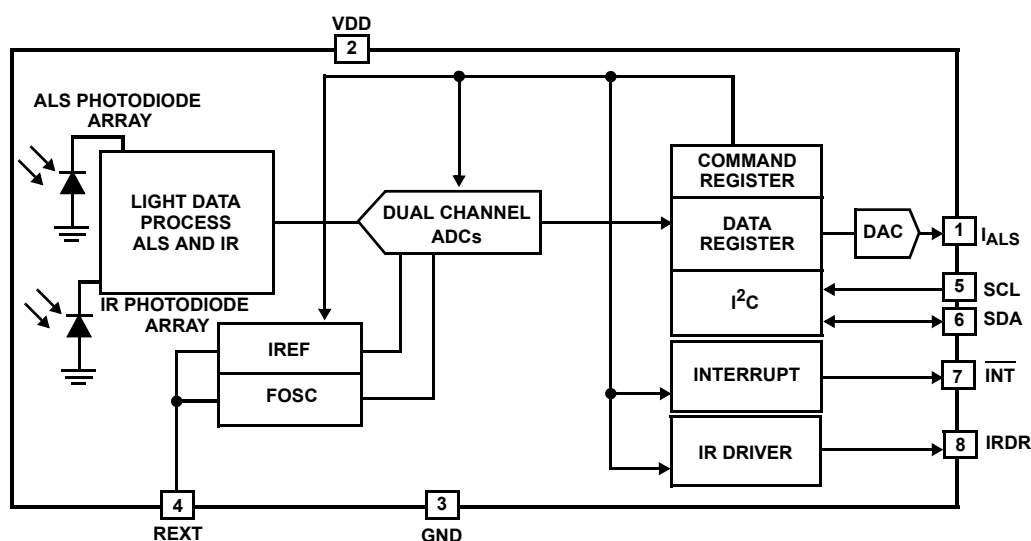 VDD
2
ALS PHOTODIODE
ARRAY
LIGHT DATA
PROCESS
ALS AND IR
DUAL CHANNEL
ADCs
COMMAND
REGISTER
DATA
REGISTER
I²C
DAC
1
I_ALS
5
SCL
6
SDA
IR PHOTODIODE
ARRAY
IREF
FOSC
INTERRUPT
7
INT
IR DRIVER
8
IRDR
4
REXT
3
GND